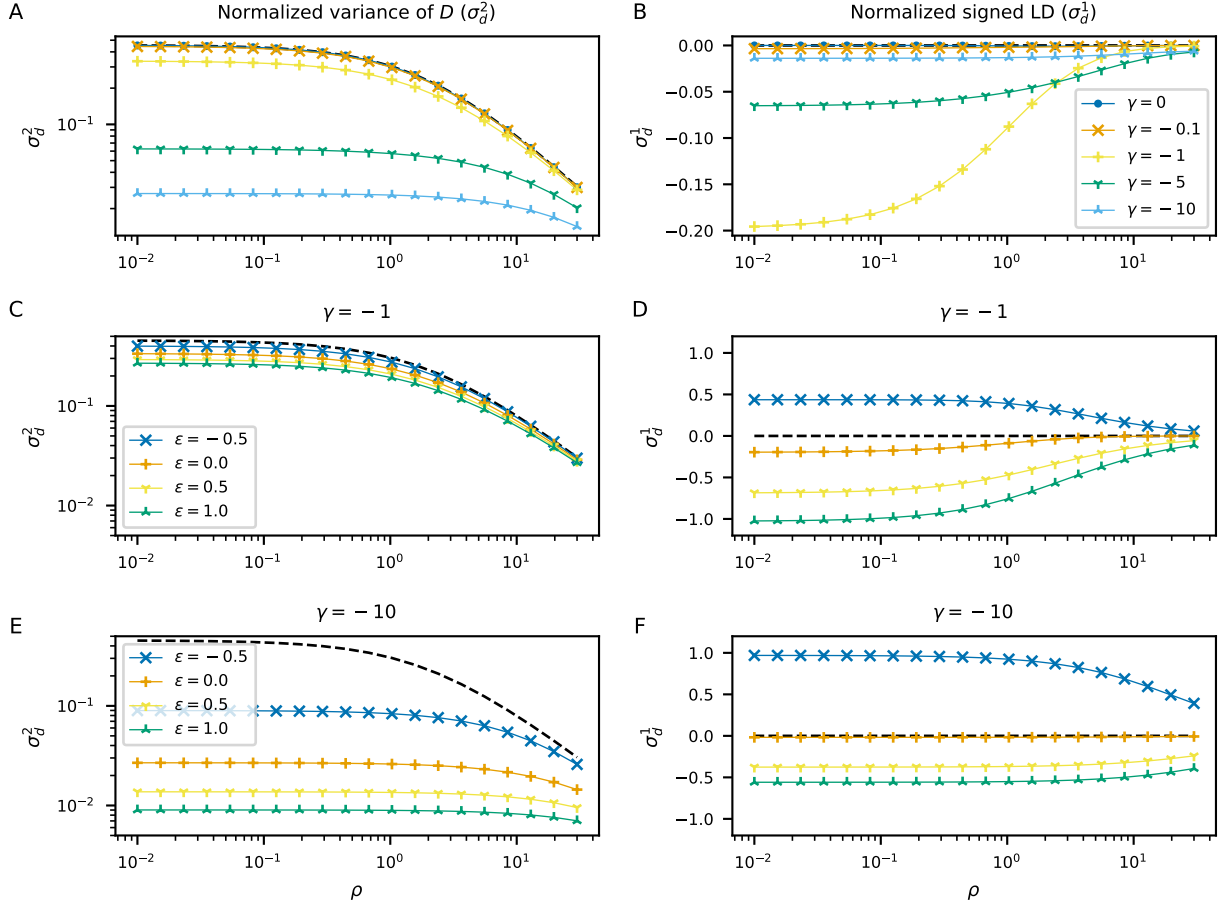 A Normalized variance of D (σ_d^2) B Normalized signed LD (σ_d^1)
10^{-1}
σ_d^2
10^{-2} 10^{-1} 10^0 10^1
0.00
−0.05
−0.10
−0.15
−0.20
σ_d^1
γ = 0
γ = −0.1
γ = −1
γ = −5
γ = −10
10^{-2} 10^{-1} 10^0 10^1
C γ = −1
10^{-1}
10^{-2}
σ_d^2
ε = −0.5
ε = 0.0
ε = 0.5
ε = 1.0
10^{-2} 10^{-1} 10^0 10^1
D γ = −1
1.0
0.5
0.0
−0.5
−1.0
σ_d^1
10^{-2} 10^{-1} 10^0 10^1
E γ = −10
10^{-1}
10^{-2}
σ_d^2
ε = −0.5
ε = 0.0
ε = 0.5
ε = 1.0
10^{-2} 10^{-1} 10^0 10^1
ρ
F γ = −10
1.0
0.5
0.0
−0.5
−1.0
σ_d^1
10^{-2} 10^{-1} 10^0 10^1
ρ